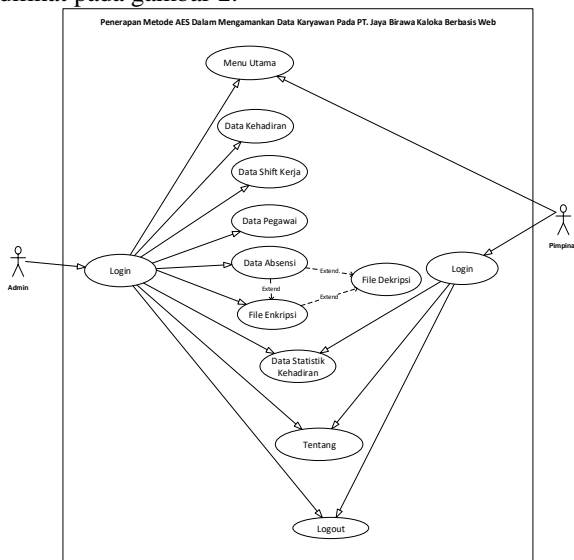 Penerapan Metode AES Dalam Mengamankan Data Karyawan Pada PT. Jaya Birawa Kaloka Berbasis Web
Menu Utama
Data Kehadiran
Data Shift Kerja
Data Pegawai
Data Absensi
Extend
File Dekripsi
Login
Login
Admin
Pimpina
Extend
Extend
File Enkripsi
Data Statistik
Kehadiran
Tentang
Logout